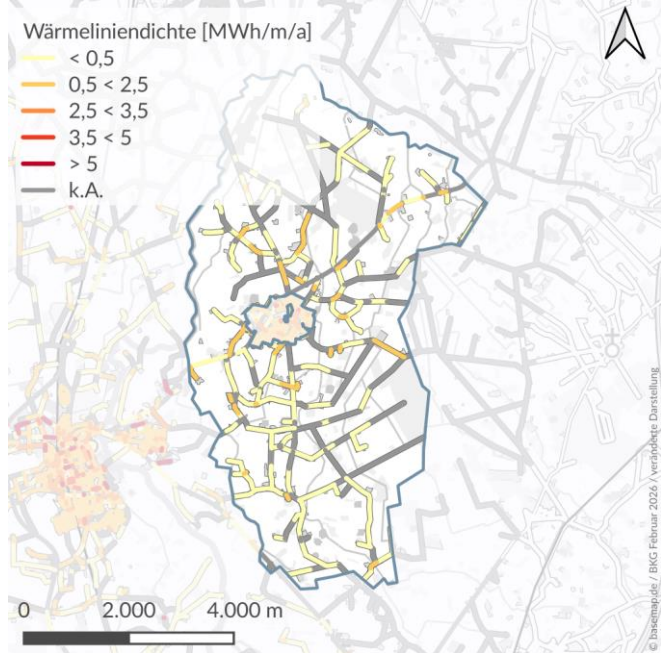 Wärmeliniendichte [MWh/m/a]
< 0,5
0,5 < 2,5
2,5 < 3,5
3,5 < 5
> 5
k.A.
0 2.000 4.000 m
© basemap.de / BKG Februar 2026 / veränderte Darstellung